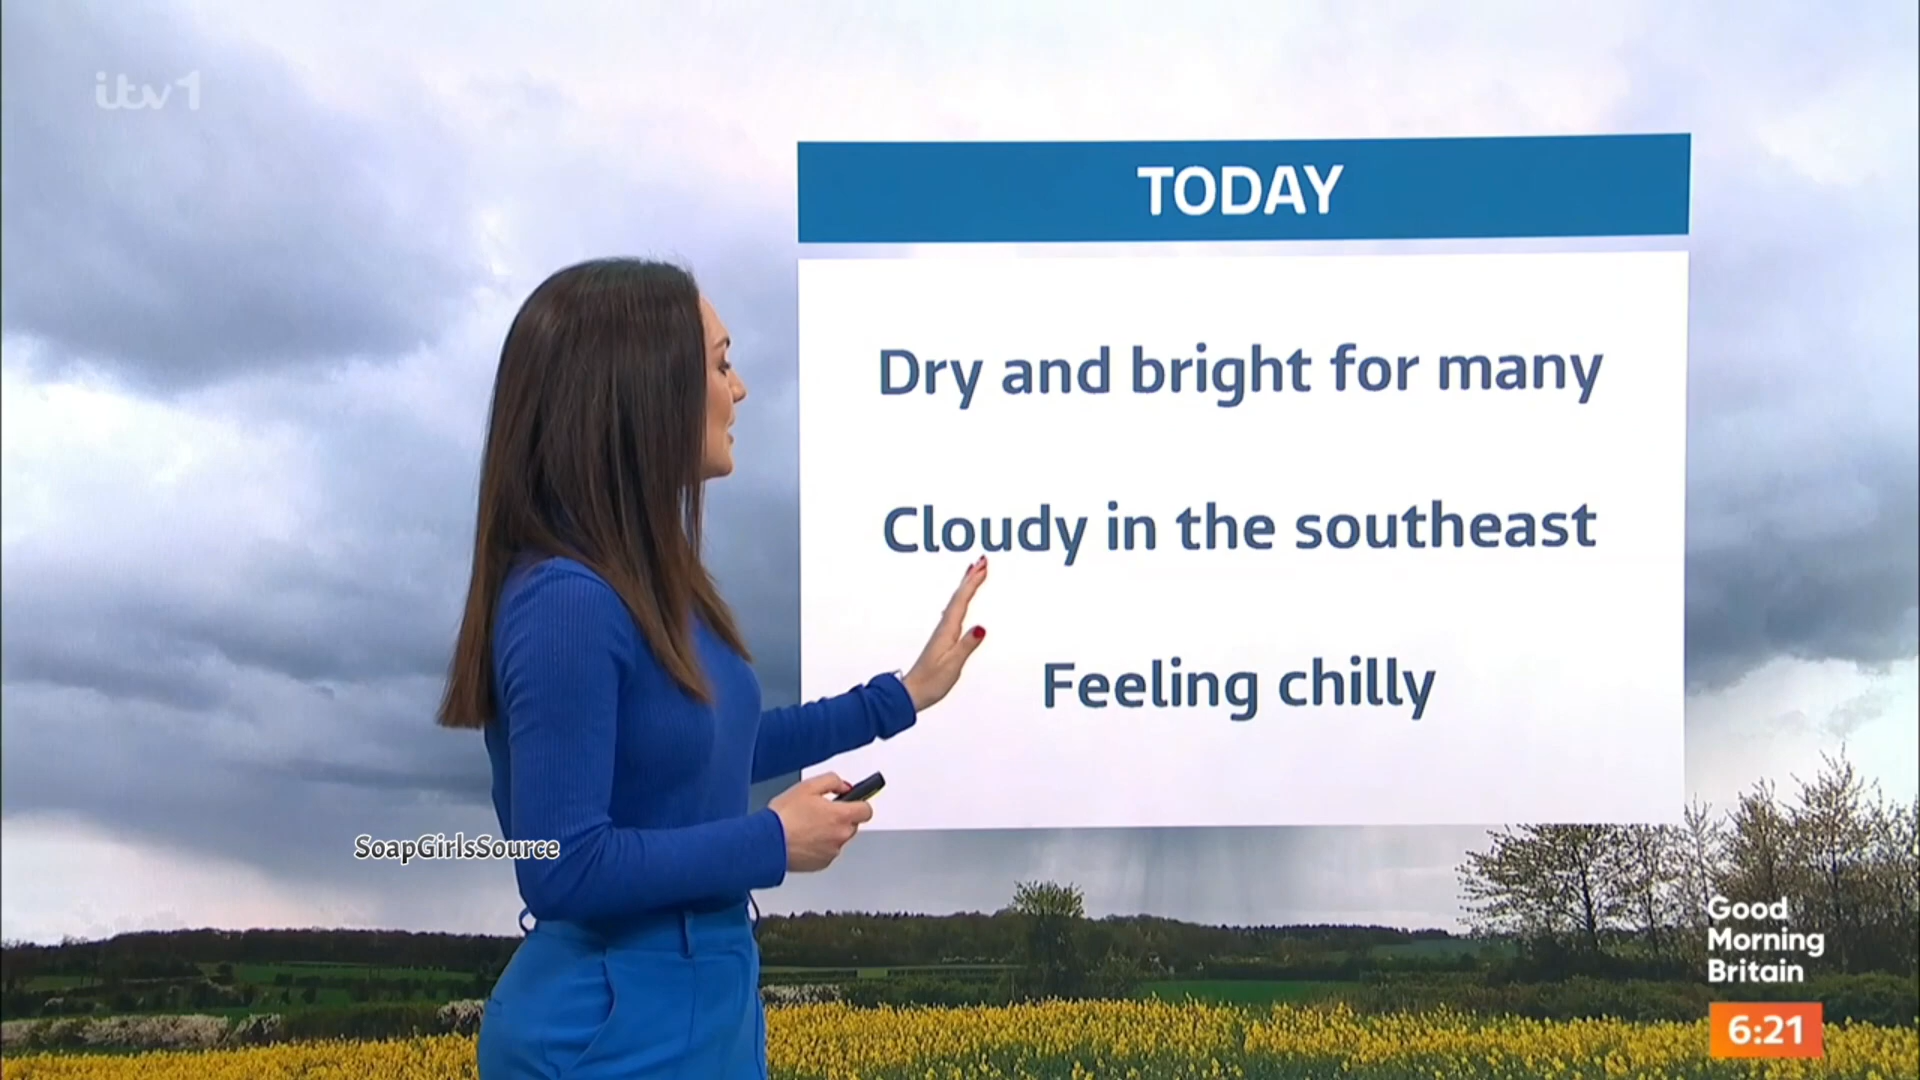 itv1
TODAY
Dry and bright for many
Cloudy in the southeast
Feeling chilly
SoapGirlsSource
Good
Morning
Britain
6:21